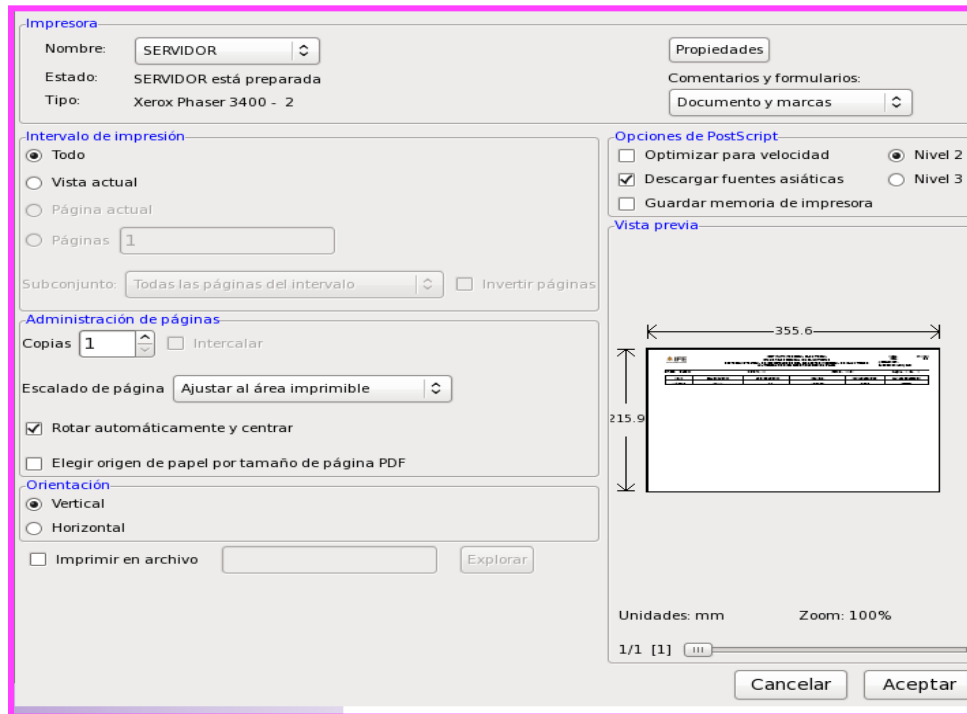 Impresora
Nombre: SERVIDOR
Propiedades
Estado: SERVIDOR está preparada
Comentarios y formularios:
Tipo: Xerox Phaser 3400 - 2
Documento y marcas
Intervalo de impresión
Todo
Vista actual
Página actual
Páginas 1
Subconjunto: Todas las páginas del intervalo Invertir páginas
Opciones de PostScript
Optimizar para velocidad Nivel 2
Descargar fuentes asiáticas Nivel 3
Guardar memoria de impresora
Administración de páginas
Copias 1 Intercalar
Escalado de página Ajustar al área imprimible
Rotar automáticamente y centrar
Elegir origen de papel por tamaño de página PDF
Orientación
Vertical
Horizontal
Imprimir en archivo Explorar
Vista previa
355.6
IFE
215.9
Unidades: mm Zoom: 100%
1/1 [1]
Cancelar Aceptar